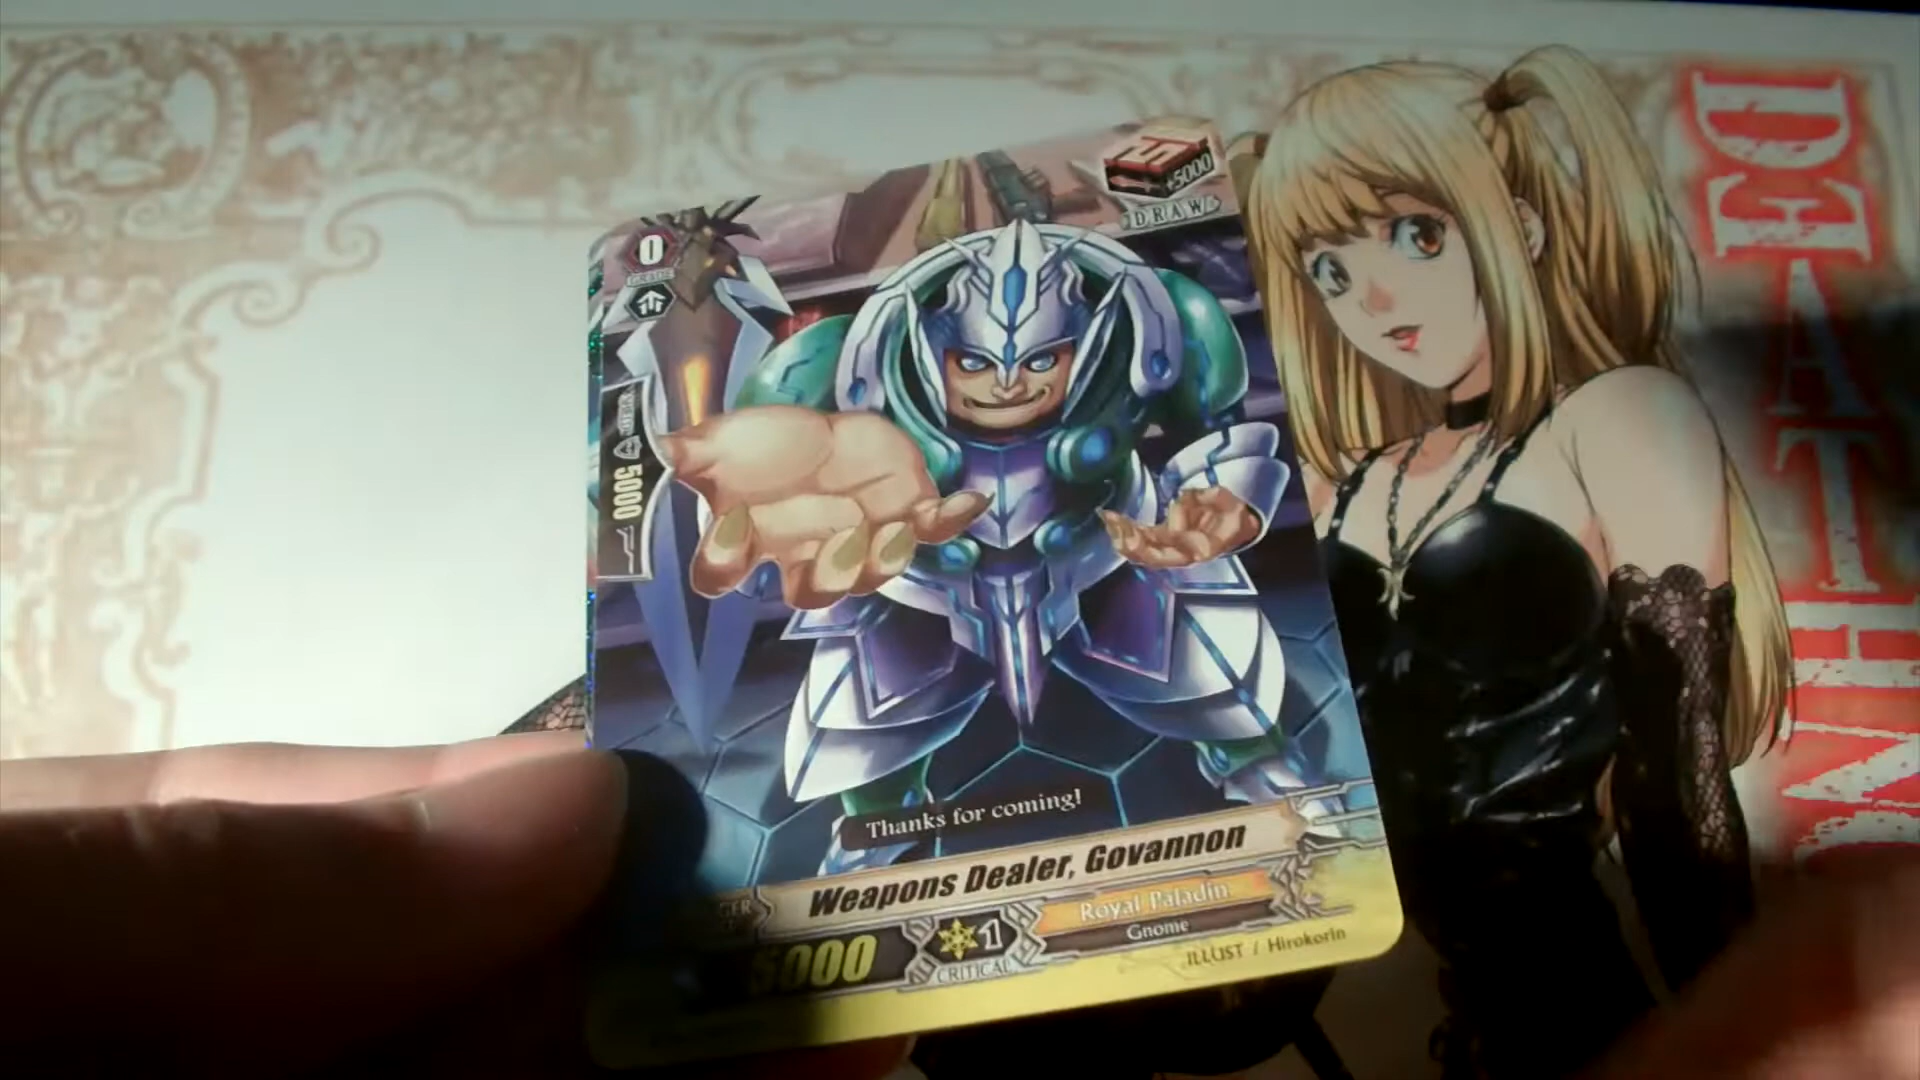 0
GRADE
+5000
DRAW
5000
Thanks for coming!
Weapons Dealer, Govannon
5000
1
CRITICAL
Royal Paladin
Gnome
ILLUST / Hirokorin
DEATH